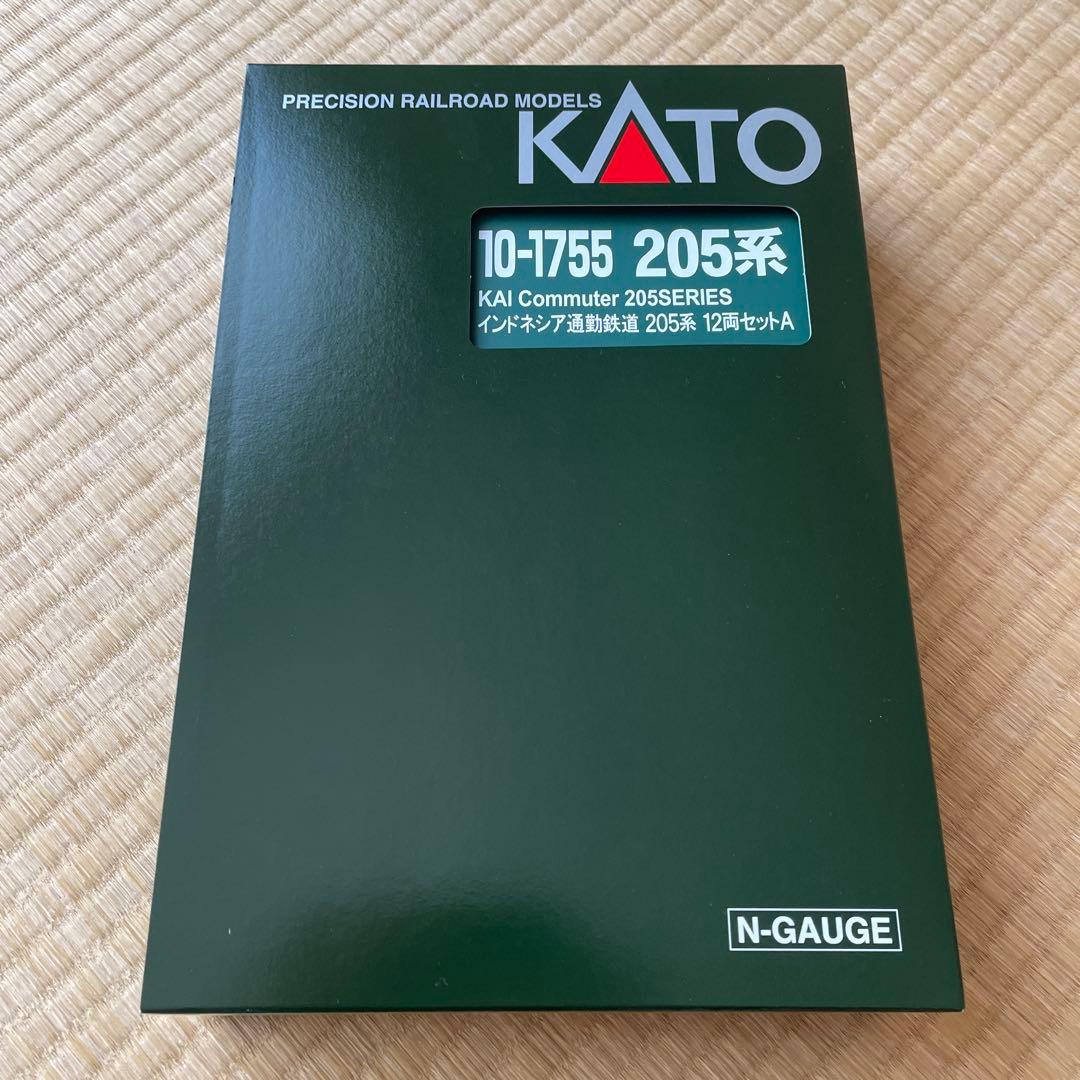 PRECISION RAILROAD MODELS
KATO
10-1755 205系
KAI Commuter 205SERIES
インドネシア通勤鉄道 205系 12両セットA
N-GAUGE